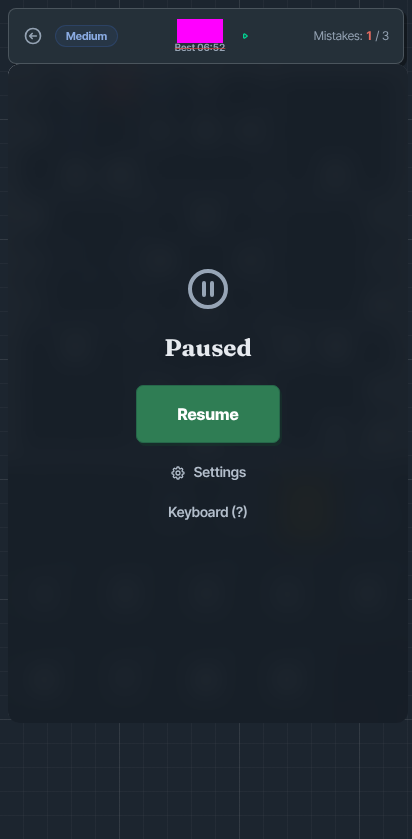 Medium
Best 06:52
Mistakes: 1 / 3
Paused
Resume
Settings
Keyboard (?)